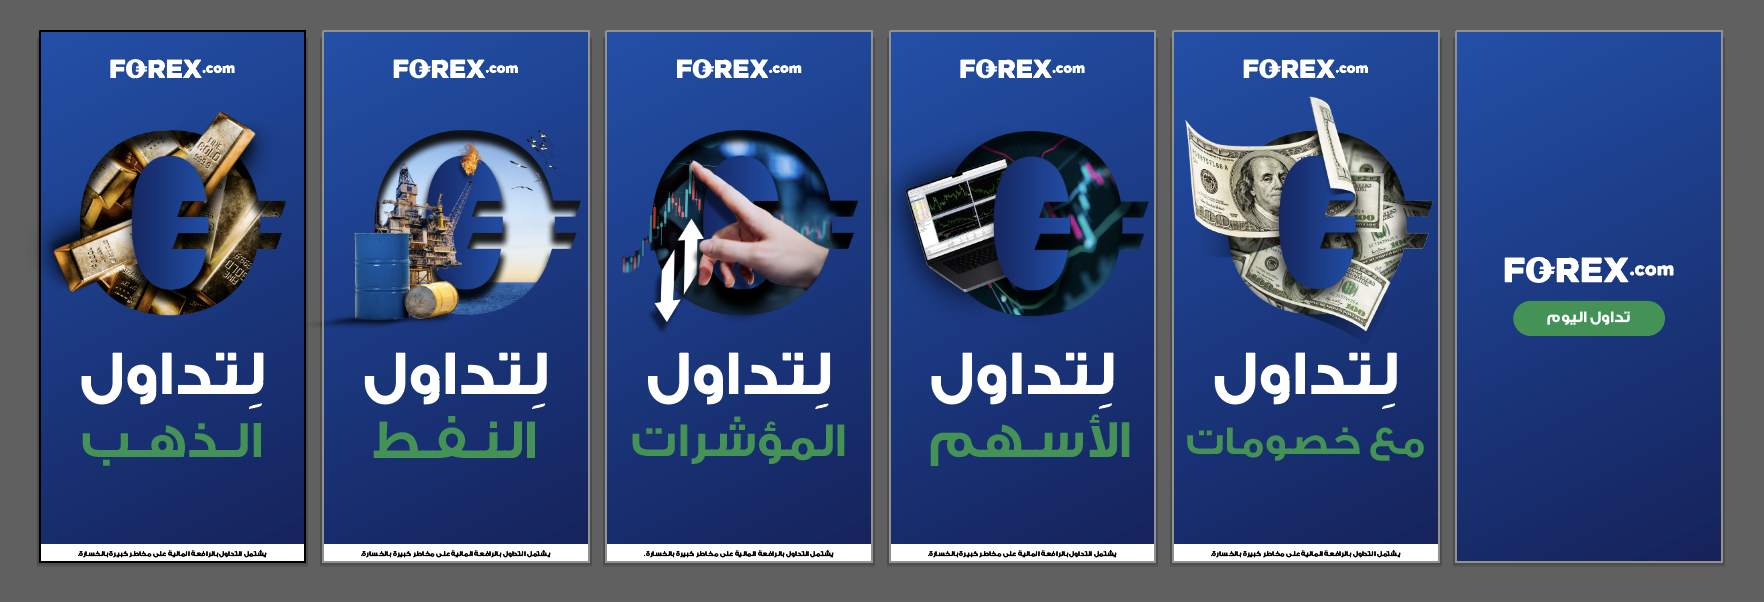 FOREX.com
لِتداول
الذهب
يشتمل التداول بالرافعة المالية على مخاطر كبيرة بالخسارة.
FOREX.com
لِتداول
النفط
يشتمل التداول بالرافعة المالية على مخاطر كبيرة بالخسارة.
FOREX.com
لِتداول
المؤشرات
يشتمل التداول بالرافعة المالية على مخاطر كبيرة بالخسارة.
FOREX.com
لِتداول
الأسهم
يشتمل التداول بالرافعة المالية على مخاطر كبيرة بالخسارة.
FOREX.com
100
لِتداول
مع خصومات
يشتمل التداول بالرافعة المالية على مخاطر كبيرة بالخسارة.
FOREX.com
تداول اليوم